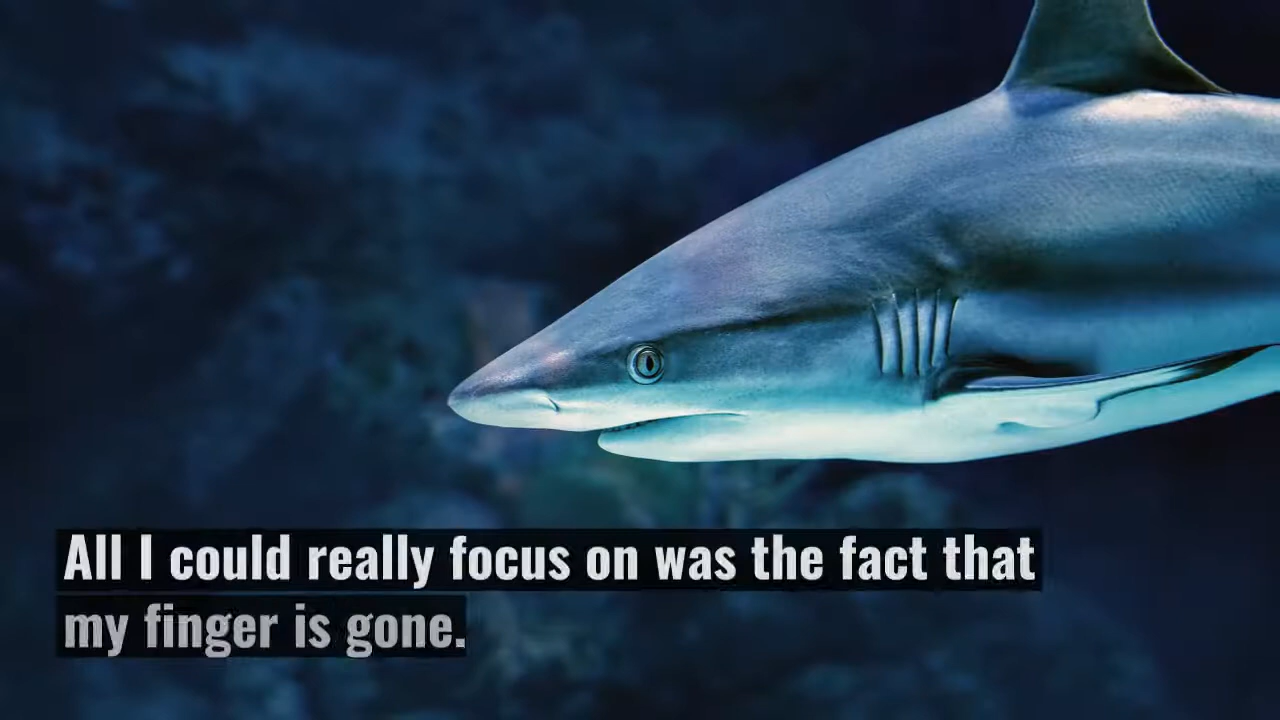 All I could really focus on was the fact that
my finger is gone.